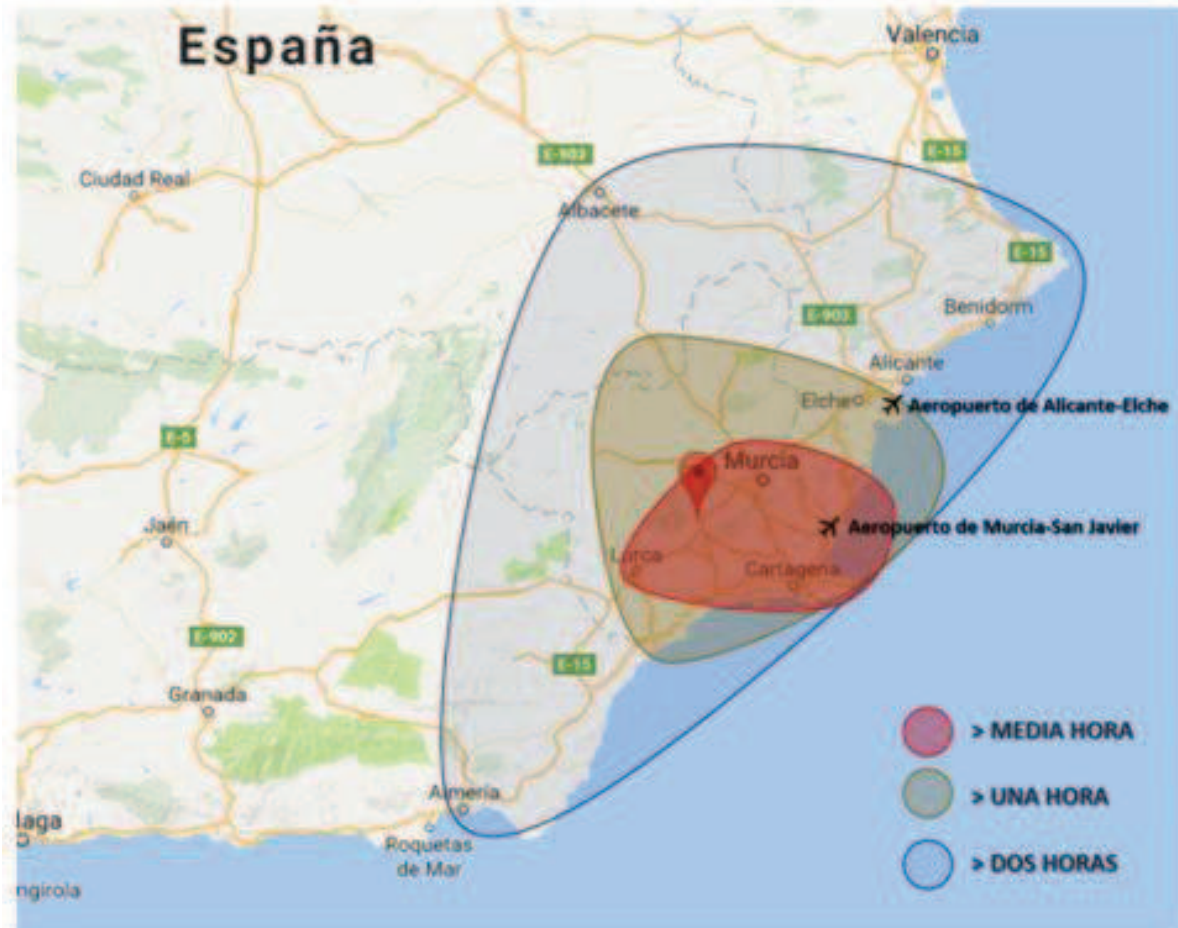 España
Valencia
E-903
E-15
Ciudad Real
Albacete
E-15
Benidorm
E-903
Alicante
Elche
Aeropuerto de Alicante-Elche
E-5
Murcia
Jaén
Aeropuerto de Murcia-San Javier
Lorca
Cartagena
E-902
E-15
Granada
> MEDIA HORA
Almería
> UNA HORA
laga
Roquetas
de Mar
> DOS HORAS
ngirola